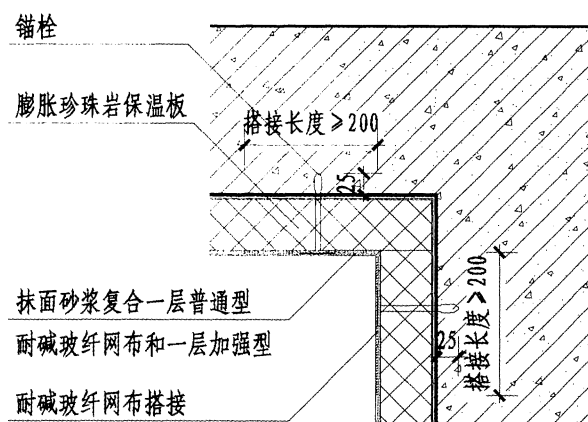 锚栓
膨胀珍珠岩保温板
搭接长度≥200
25
抹面砂浆复合一层普通型
耐碱玻纤网布和一层加强型
耐碱玻纤网布搭接
25
搭接长度≥200